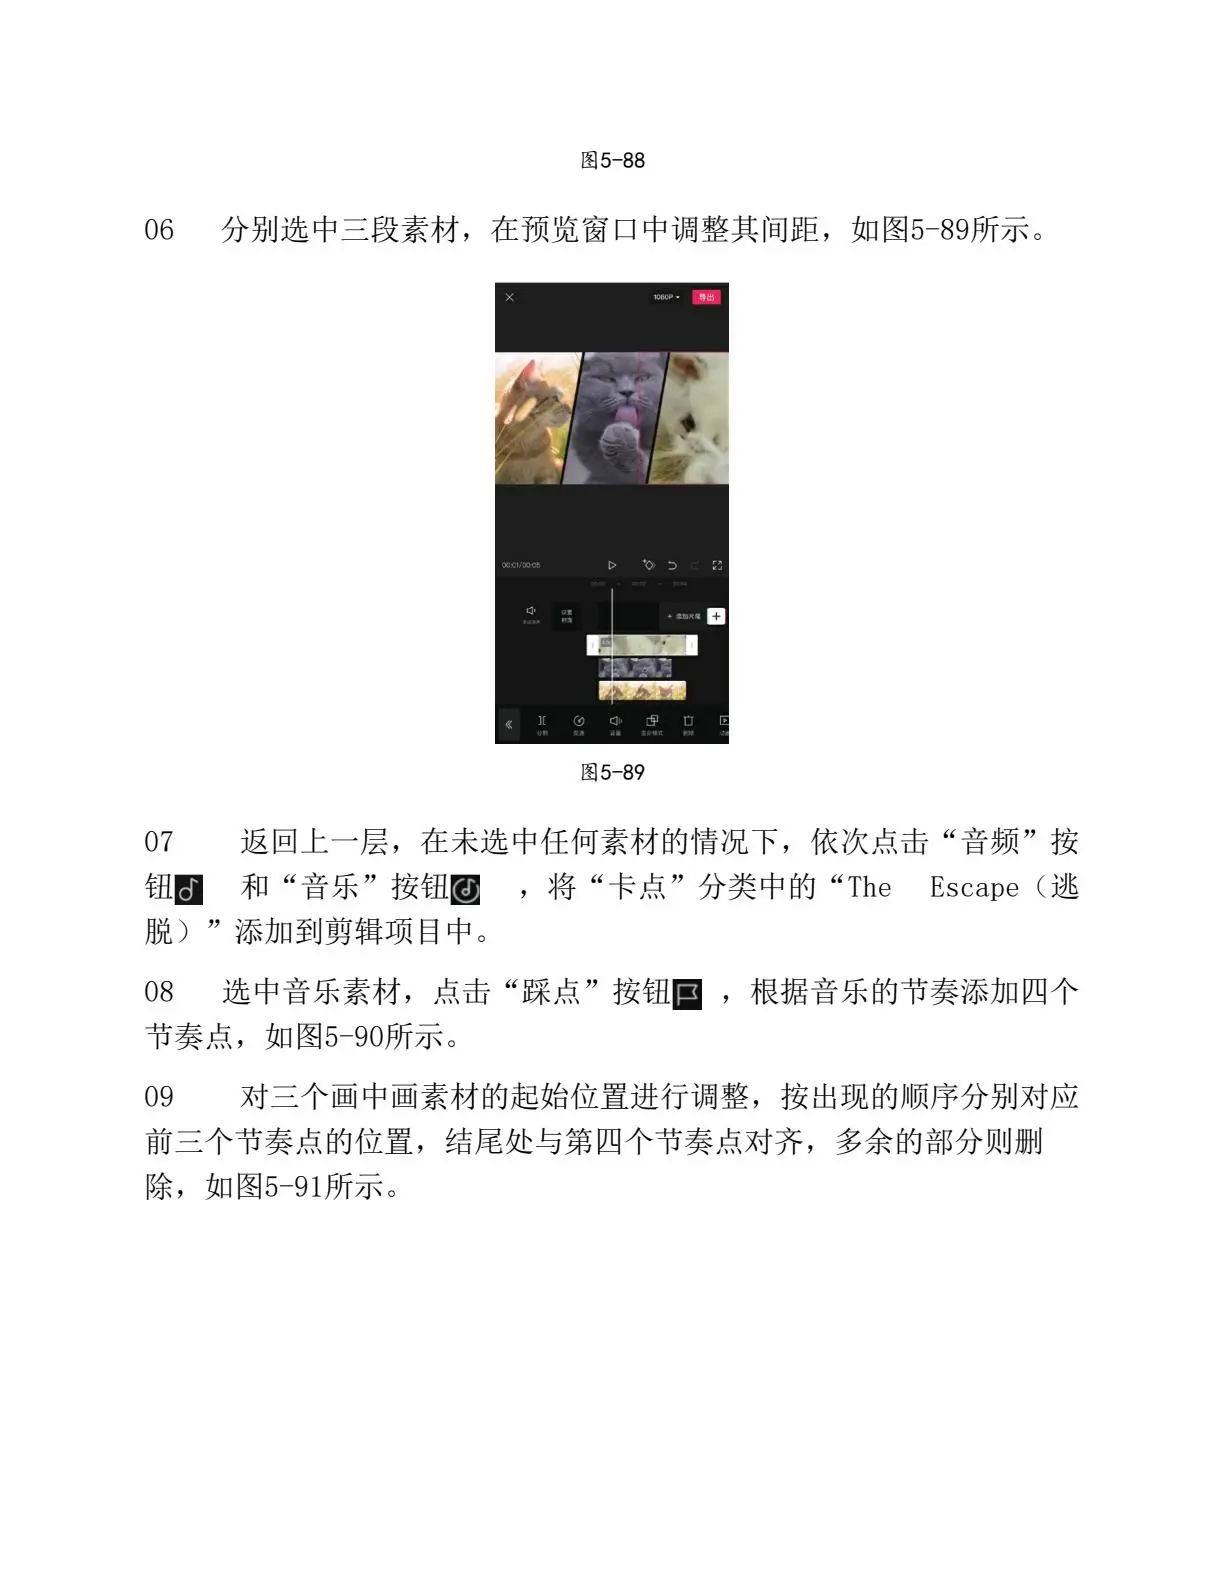 图5-88
06 分别选中三段素材，在预览窗口中调整其间距，如图5-89所示。
1080P
导出
00:01/00:05
设置
封面
+ 添加片尾
分割
变速
音量
混合模式
删除
图5-89
07 返回上一层，在未选中任何素材的情况下，依次点击“音频”按
钮 和“音乐”按钮 ，将“卡点”分类中的“The Escape（逃
脱）”添加到剪辑项目中。
08 选中音乐素材，点击“踩点”按钮 ，根据音乐的节奏添加四个
节奏点，如图5-90所示。
09 对三个画中画素材的起始位置进行调整，按出现的顺序分别对应
前三个节奏点的位置，结尾处与第四个节奏点对齐，多余的部分则删
除，如图5-91所示。